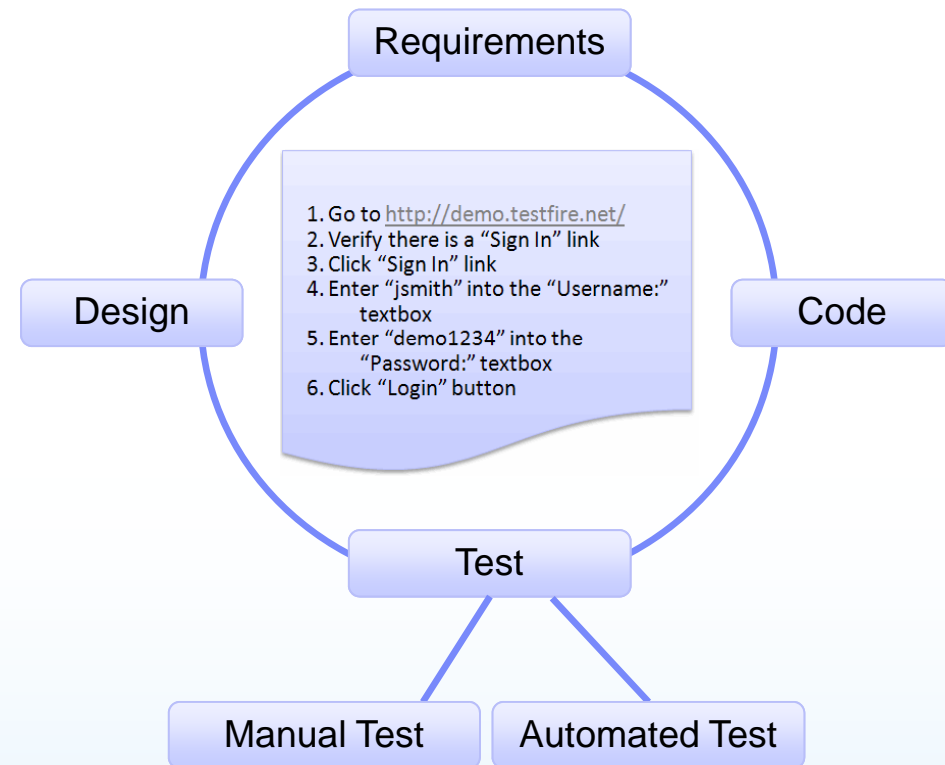 Requirements
1. Go to http://demo.testfire.net/
2. Verify there is a “Sign In” link
3. Click “Sign In” link
4. Enter “jsmith” into the “Username:”
textbox
5. Enter “demo1234” into the
“Password:” textbox
6. Click “Login” button
Design
Code
Test
Manual Test
Automated Test